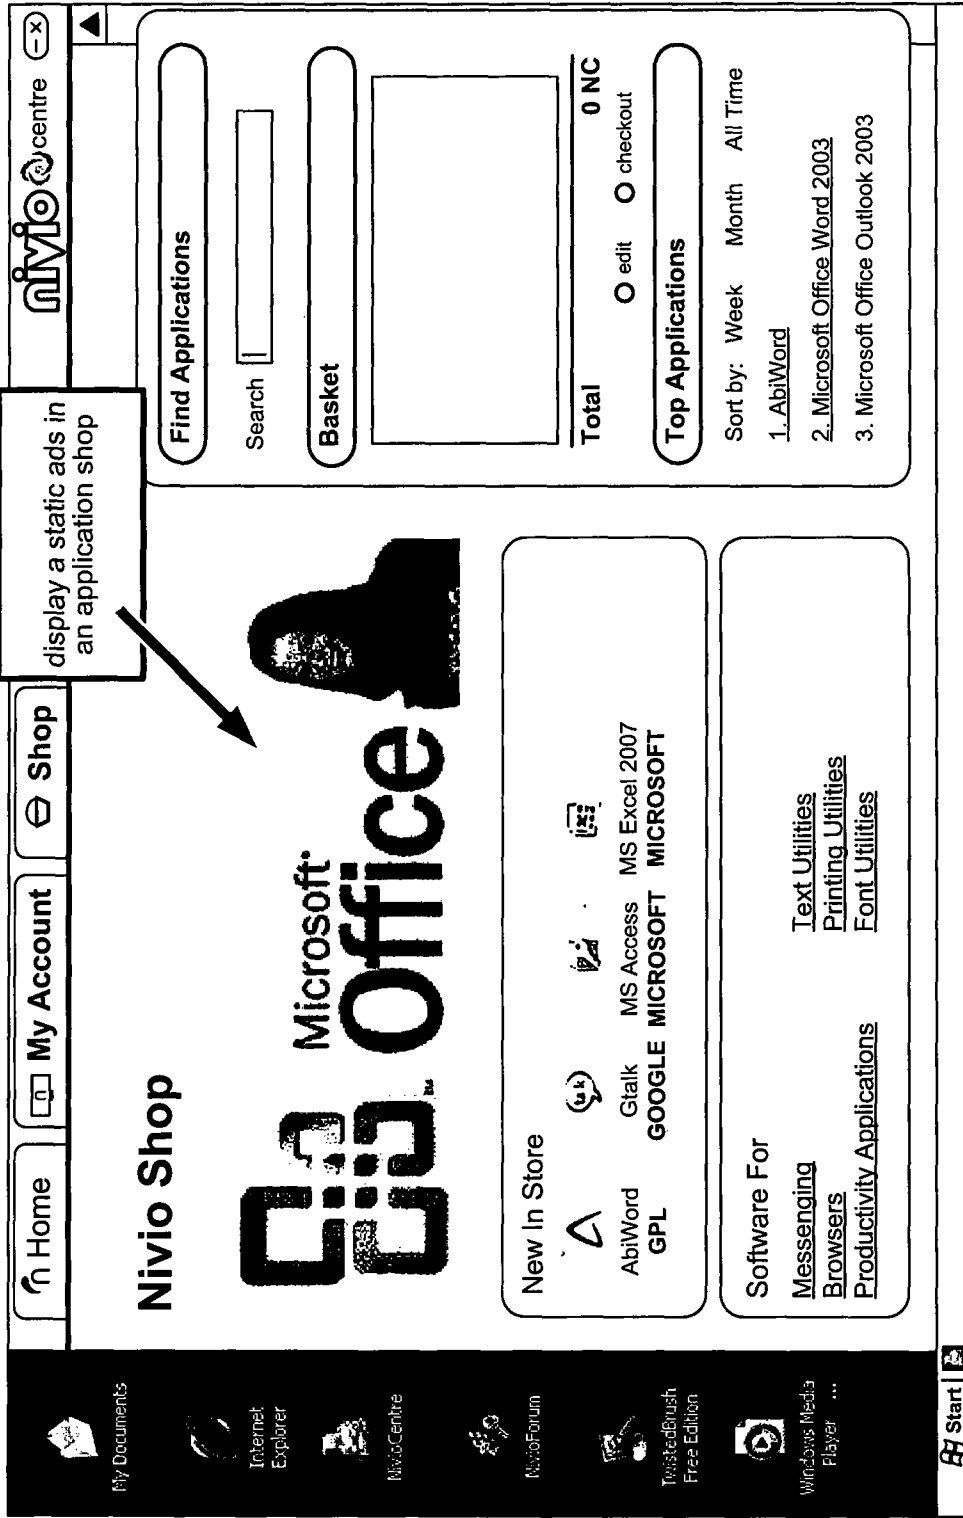 display a static ads in
an application shop
Home
My Account
Shop
nivio centre
My Documents
Internet
Explorer
NivioCentre
NivioForum
TwistedBrush
Free Edition
Windows Media
Player ...
Nivio Shop
Microsoft
Office TM
New In Store
AbiWord Gtalk MS Access MS Excel 2007
GPL GOOGLE MICROSOFT MICROSOFT
Software For
Messenging Text Utilities
Browsers Printing Utilities
Productivity Applications Font Utilities
Find Applications
Search
Basket
Total 0 NC
edit checkout
Top Applications
Sort by: Week Month All Time
1. AbiWord
2. Microsoft Office Word 2003
3. Microsoft Office Outlook 2003
Start